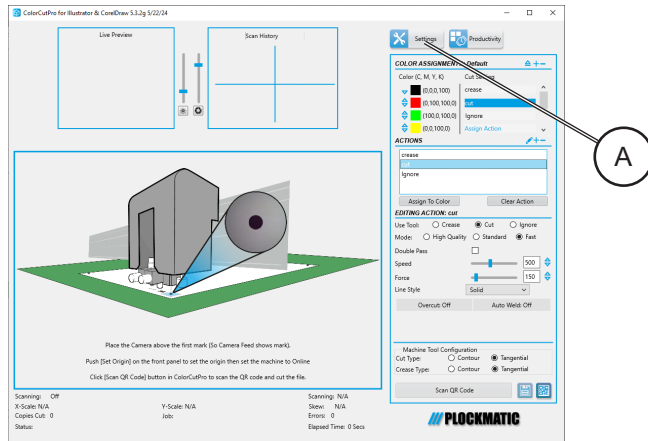 ColorCutPro for Illustrator & CorelDraw 5.3.2g 5/22/24
Live Preview
Scan History
Settings
Productivity
COLOR ASSIGNMENTS: Default
Color (C, M, Y, K) Cut Setting
(0,0,0,100) crease
(0,100,100,0) cut
(100,0,100,0) Ignore
(0,0,100,0) Assign Action
A
ACTIONS
crease
cut
Ignore
Assign To Color Clear Action
EDITING ACTION: cut
Use Tool: Crease Cut Ignore
Mode: High Quality Standard Fast
Double Pass
Speed 500
Force 150
Line Style Solid
Overcut: Off Auto Weld: Off
Place the Camera above the first mark (So Camera Feed shows mark).
Push [Set Origin] on the front panel to set the origin then set the machine to Online
Click [Scan QR Code] button in ColorCutPro to scan the QR code and cut the file.
Machine Tool Configuration
Cut Type: Contour Tangential
Crease Type: Contour Tangential
Scan QR Code
Scanning: Off Scanning: N/A
X-Scale: N/A Y-Scale: N/A Skew: N/A
Copies Cut: 0 Job: Errors: 0
Status: Elapsed Time: 0 Secs
PLOCKMATIC